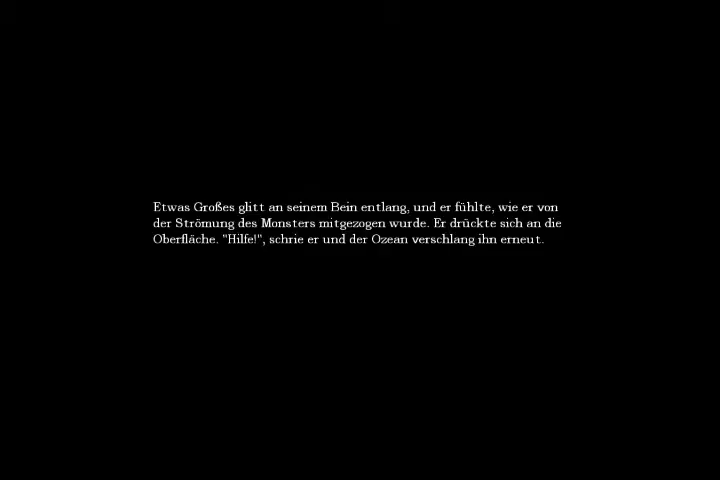 Etwas Großes glitt an seinem Bein entlang, und er fühlte, wie er von
der Strömung des Monsters mitgezogen wurde. Er drückte sich an die
Oberfläche. "Hilfe!", schrie er und der Ozean verschlang ihn erneut.